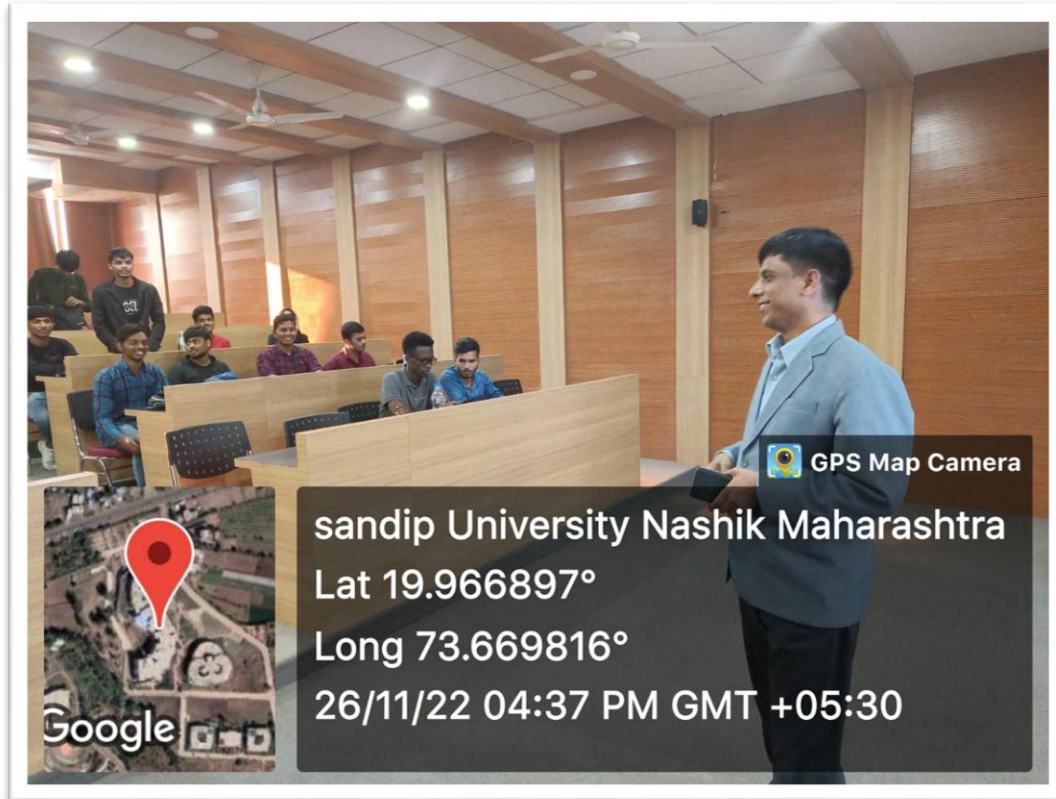 GPS Map Camera
sandip University Nashik Maharashtra
Lat 19.966897°
Long 73.669816°
26/11/22 04:37 PM GMT +05:30
Google